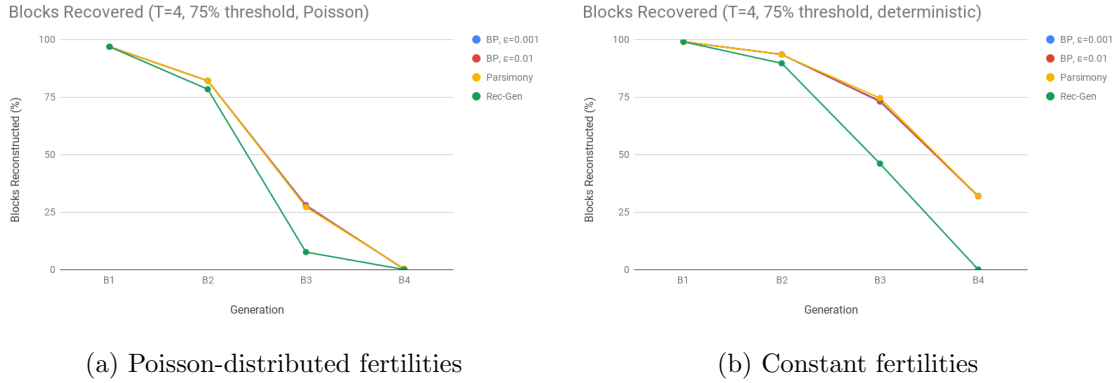 Blocks Recovered (T=4, 75% threshold, Poisson)
100
75
50
25
0
Blocks Reconstructed (%)
B1 B2 B3 B4
Generation
BP, ε=0.001
BP, ε=0.01
Parsimony
Rec-Gen
(a) Poisson-distributed fertilities
Blocks Recovered (T=4, 75% threshold, deterministic)
100
75
50
25
0
Blocks Reconstructed (%)
B1 B2 B3 B4
Generation
BP, ε=0.001
BP, ε=0.01
Parsimony
Rec-Gen
(b) Constant fertilities